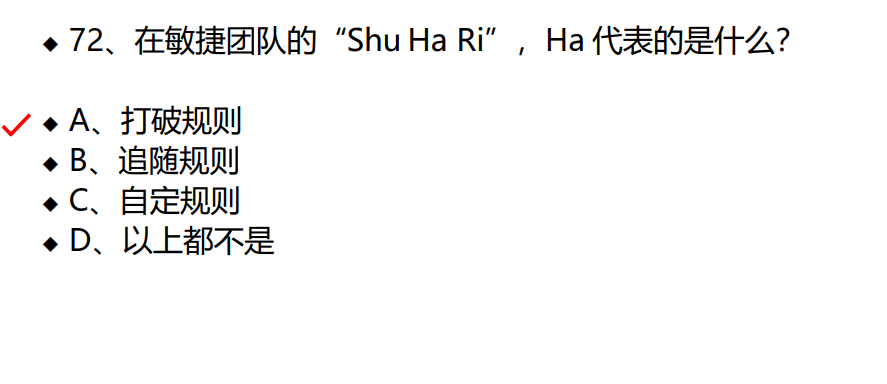 ◆ 72、在敏捷团队的“Shu Ha Ri”，Ha 代表的是什么？
◆ A、打破规则
◆ B、追随规则
◆ C、自定规则
◆ D、以上都不是